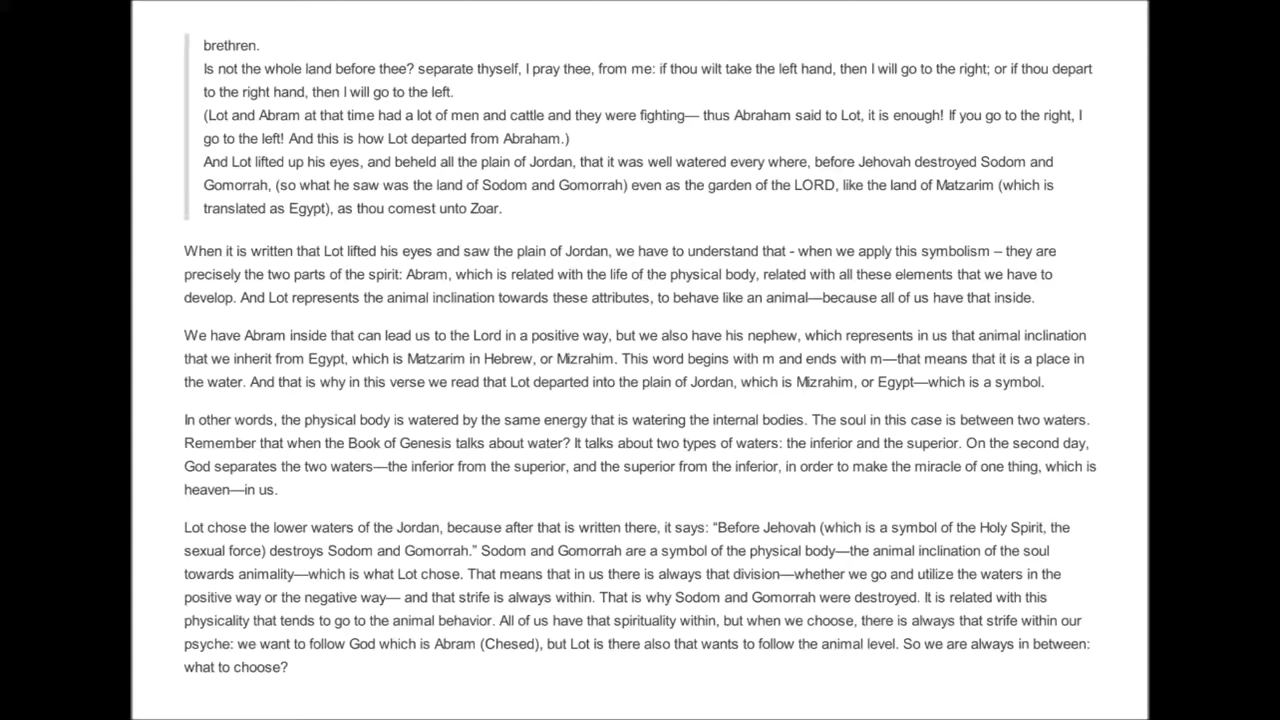 brethren.
Is not the whole land before thee? separate thyself, I pray thee, from me: if thou wilt take the left hand, then I will go to the right; or if thou depart
to the right hand, then I will go to the left.
(Lot and Abram at that time had a lot of men and cattle and they were fighting— thus Abraham said to Lot, it is enough! If you go to the right, I
go to the left! And this is how Lot departed from Abraham.)
And Lot lifted up his eyes, and beheld all the plain of Jordan, that it was well watered every where, before Jehovah destroyed Sodom and
Gomorrah, (so what he saw was the land of Sodom and Gomorrah) even as the garden of the LORD, like the land of Matzarim (which is
translated as Egypt), as thou comest unto Zoar.
When it is written that Lot lifted his eyes and saw the plain of Jordan, we have to understand that - when we apply this symbolism – they are
precisely the two parts of the spirit: Abram, which is related with the life of the physical body, related with all these elements that we have to
develop. And Lot represents the animal inclination towards these attributes, to behave like an animal—because all of us have that inside.
We have Abram inside that can lead us to the Lord in a positive way, but we also have his nephew, which represents in us that animal inclination
that we inherit from Egypt, which is Matzarim in Hebrew, or Mizrahim. This word begins with m and ends with m—that means that it is a place in
the water. And that is why in this verse we read that Lot departed into the plain of Jordan, which is Mizrahim, or Egypt—which is a symbol.
In other words, the physical body is watered by the same energy that is watering the internal bodies. The soul in this case is between two waters.
Remember that when the Book of Genesis talks about water? It talks about two types of waters: the inferior and the superior. On the second day,
God separates the two waters—the inferior from the superior, and the superior from the inferior, in order to make the miracle of one thing, which is
heaven—in us.
Lot chose the lower waters of the Jordan, because after that is written there, it says: “Before Jehovah (which is a symbol of the Holy Spirit, the
sexual force) destroys Sodom and Gomorrah.” Sodom and Gomorrah are a symbol of the physical body—the animal inclination of the soul
towards animality—which is what Lot chose. That means that in us there is always that division—whether we go and utilize the waters in the
positive way or the negative way— and that strife is always within. That is why Sodom and Gomorrah were destroyed. It is related with this
physicality that tends to go to the animal behavior. All of us have that spirituality within, but when we choose, there is always that strife within our
psyche: we want to follow God which is Abram (Chesed), but Lot is there also that wants to follow the animal level. So we are always in between:
what to choose?